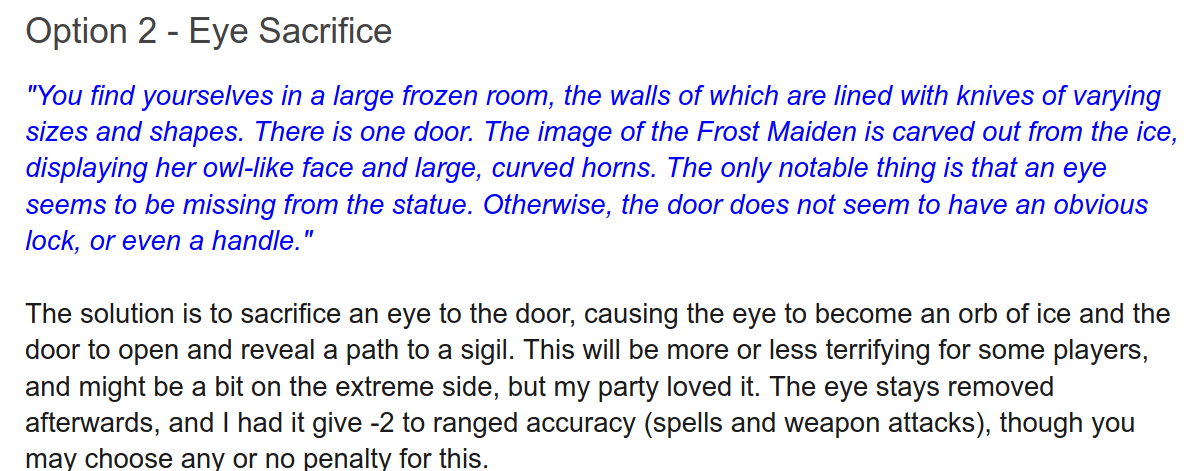 Option 2 - Eye Sacrifice
"You find yourselves in a large frozen room, the walls of which are lined with knives of varying
sizes and shapes. There is one door. The image of the Frost Maiden is carved out from the ice,
displaying her owl-like face and large, curved horns. The only notable thing is that an eye
seems to be missing from the statue. Otherwise, the door does not seem to have an obvious
lock, or even a handle."
The solution is to sacrifice an eye to the door, causing the eye to become an orb of ice and the
door to open and reveal a path to a sigil. This will be more or less terrifying for some players,
and might be a bit on the extreme side, but my party loved it. The eye stays removed
afterwards, and I had it give -2 to ranged accuracy (spells and weapon attacks), though you
may choose any or no penalty for this.